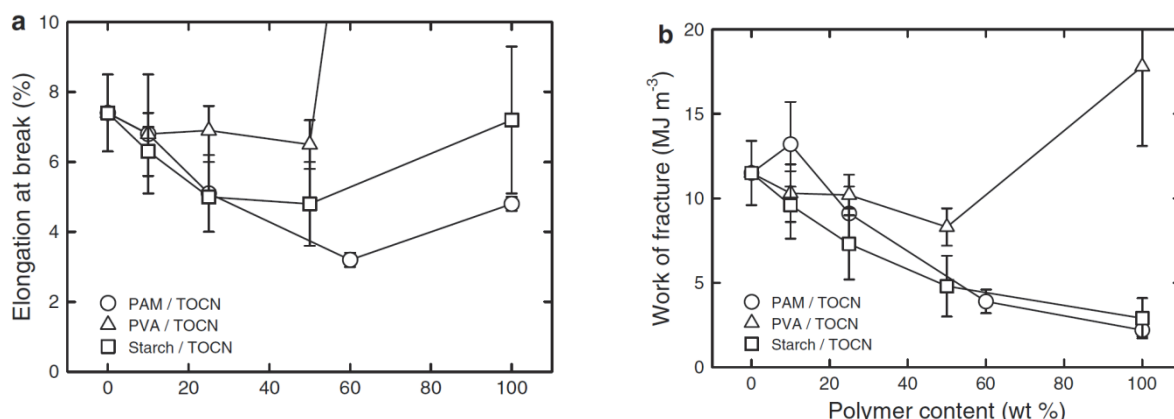 a
Elongation at break (%)
10
8
6
4
2
0
PAM / TOCN
PVA / TOCN
Starch / TOCN
0 20 40 60 80 100
b
Work of fracture (MJ m⁻³)
20
15
10
5
0
PAM / TOCN
PVA / TOCN
Starch / TOCN
0 20 40 60 80 100
Polymer content (wt %)